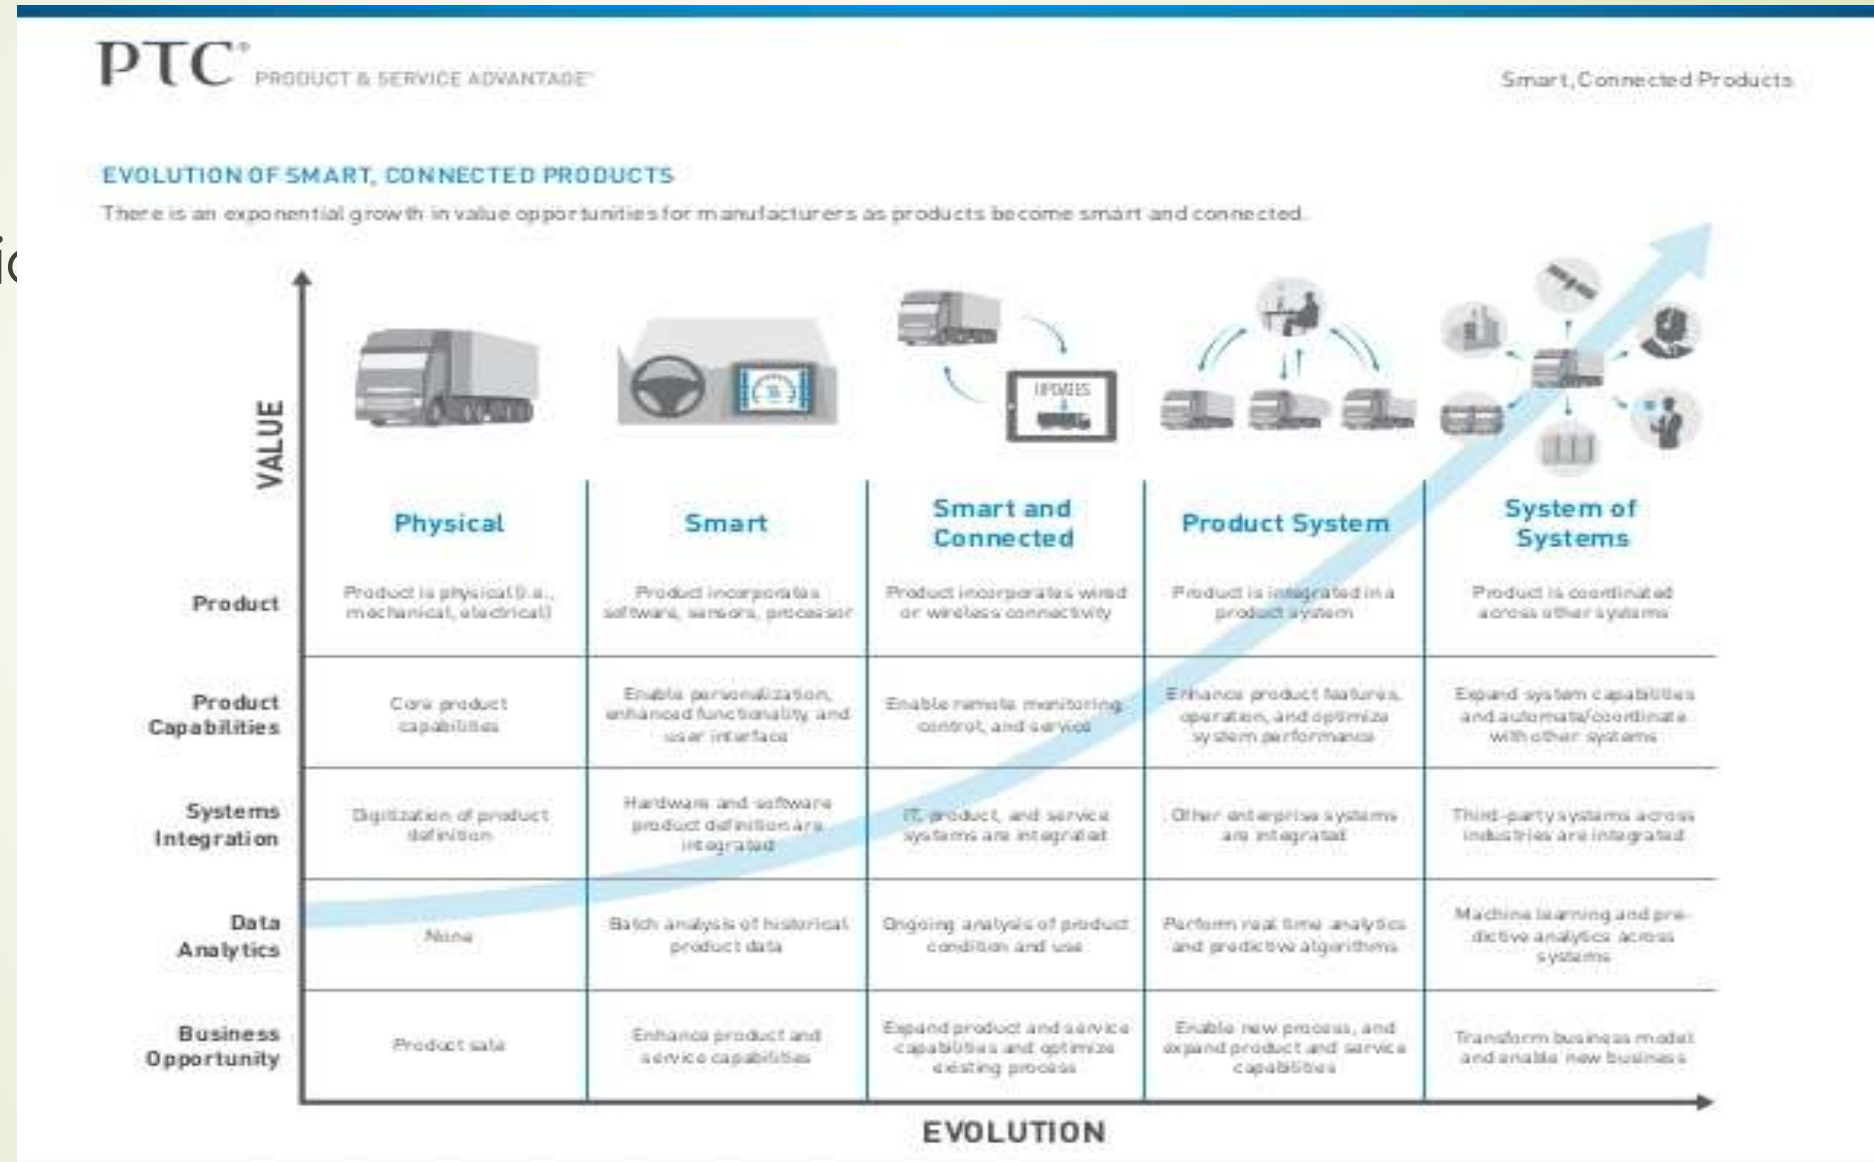 PTC® PRODUCT & SERVICE ADVANTAGE™
Smart, Connected Products
EVOLUTION OF SMART, CONNECTED PRODUCTS
There is an exponential growth in value opportunities for manufacturers as products become smart and connected.
ic
VALUE
UPDATES
Physical
Smart
Smart and
Connected
Product System
System of
Systems
Product
Product is physical (i.e.,
mechanical, electrical)
Product incorporates
software, sensors, processor
Product incorporates wired
or wireless connectivity
Product is integrated in a
product system
Product is coordinated
across other systems
Product
Capabilities
Core product
capabilities
Enable personalization,
enhanced functionality, and
user interface
Enable remote monitoring,
control, and service
Enhance product features,
operation, and optimize
system performance
Expand system capabilities
and automate/coordinate
with other systems
Systems
Integration
Digitization of product
definition
Hardware and software
product definition are
integrated
IT, product, and service
systems are integrated
Other enterprise systems
are integrated
Third-party systems across
industries are integrated
Data
Analytics
None
Batch analysis of historical
product data
Ongoing analysis of product
condition and use
Perform real time analytics
and predictive algorithms
Machine learning and pre-
dictive analytics across
systems
Business
Opportunity
Product sale
Enhance product and
service capabilities
Expand product and service
capabilities and optimize
existing process
Enable new process, and
expand product and service
capabilities
Transform business model
and enable new business
EVOLUTION